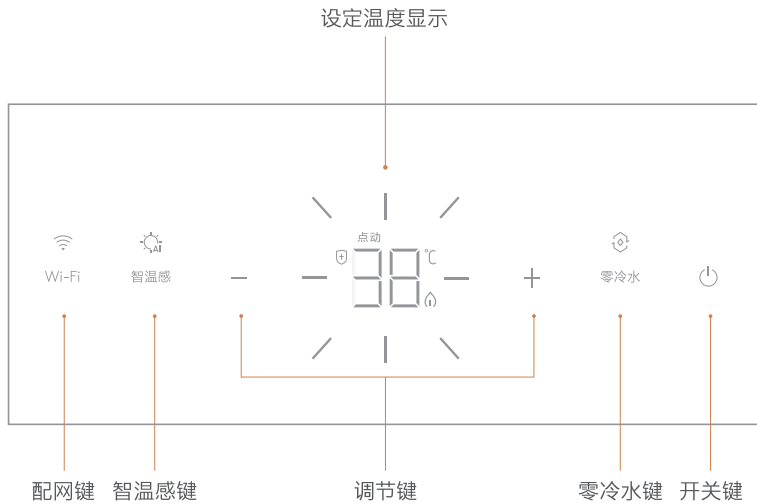 设定温度显示
点动
38 ℃
Wi-Fi
AI
智温感
− +
零冷水
配网键 智温感键 调节键 零冷水键 开关键